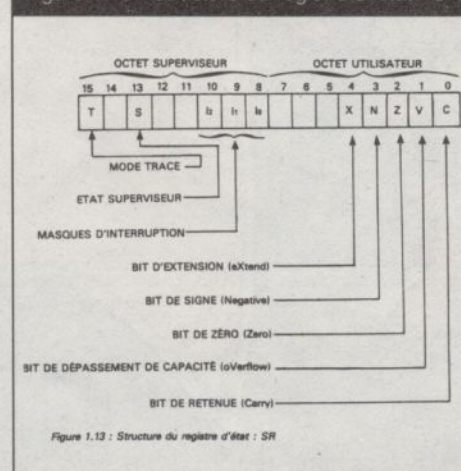 OCTET SUPERVISEUR OCTET UTILISATEUR
15 14 13 12 11 10 9 8 7 6 5 4 3 2 1 0
T S I₂ I₁ I₀ X N Z V C
MODE TRACE
ETAT SUPERVISEUR
MASQUES D'INTERRUPTION
BIT D'EXTENSION (eXtend)
BIT DE SIGNE (Negative)
BIT DE ZÉRO (Zero)
BIT DE DÉPASSEMENT DE CAPACITÉ (oVerflow)
BIT DE RETENUE (Carry)
Figure 1.13 : Structure du registre d'état : SR